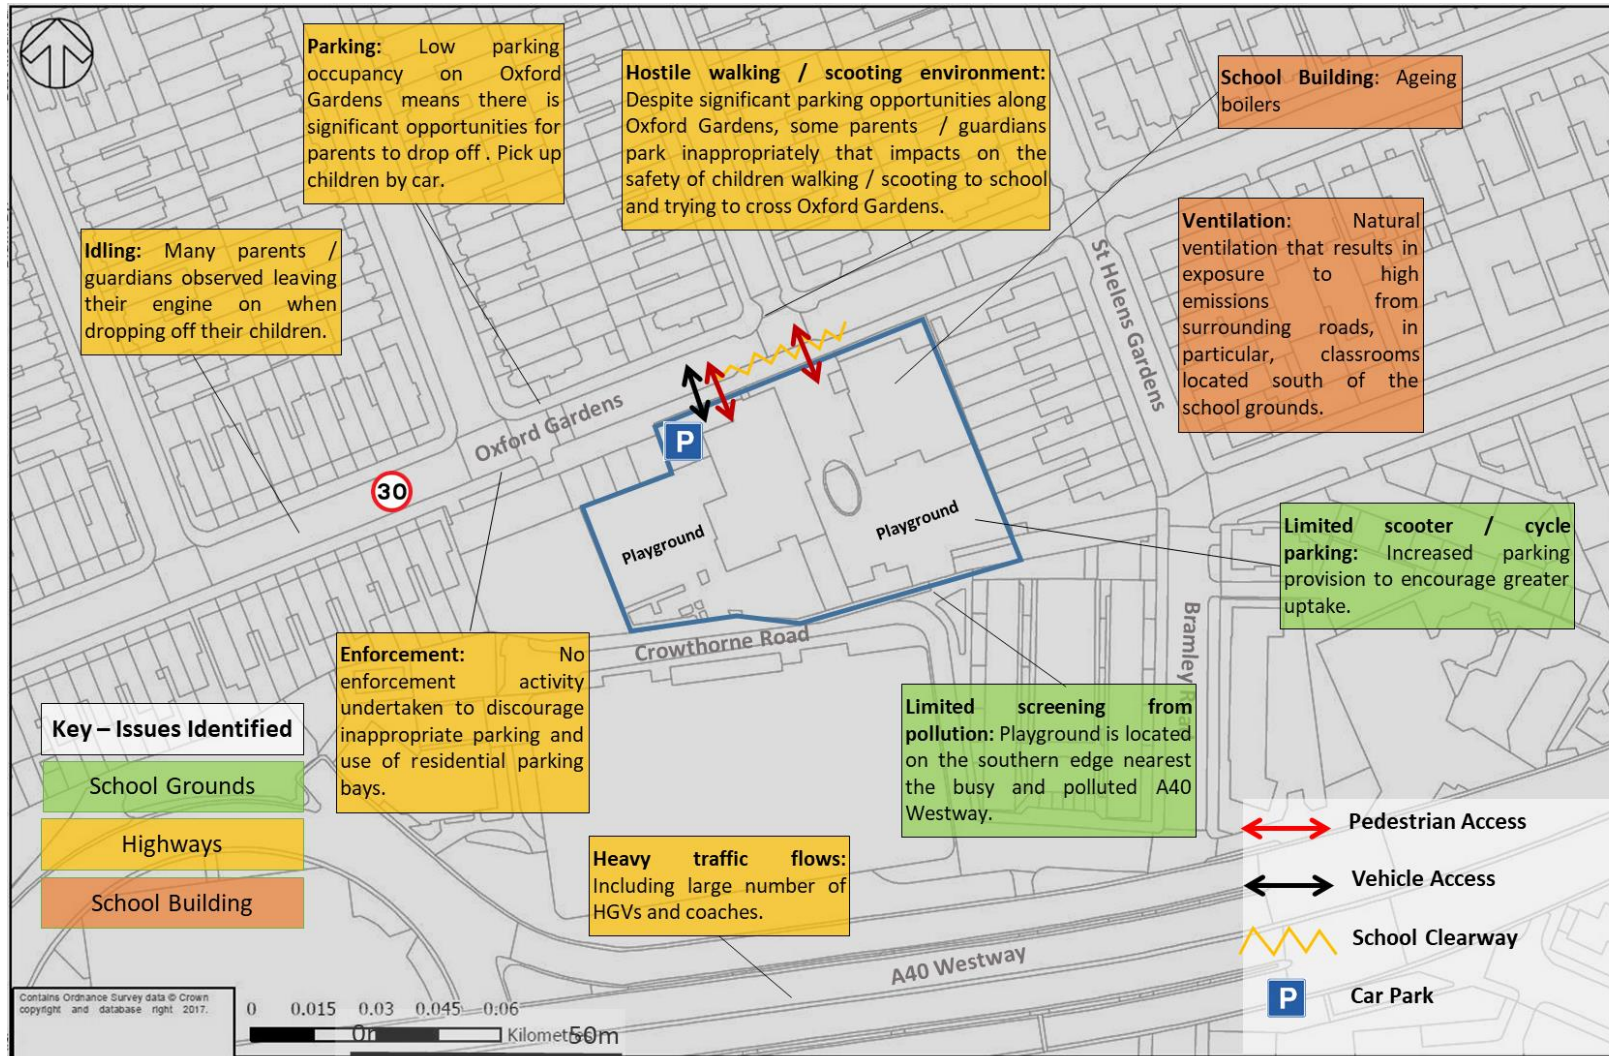 Parking: Low parking
occupancy on Oxford
Gardens means there is
significant opportunities for
parents to drop off . Pick up
children by car.
Hostile walking / scooting environment:
Despite significant parking opportunities along
Oxford Gardens, some parents / guardians
park inappropriately that impacts on the
safety of children walking / scooting to school
and trying to cross Oxford Gardens.
School Building: Ageing
boilers
Idling: Many parents /
guardians observed leaving
their engine on when
dropping off their children.
Ventilation: Natural
ventilation that results in
exposure to high
emissions from
surrounding roads, in
particular, classrooms
located south of the
school grounds.
St Helens Gardens
Oxford Gardens
P
30
Playground
Playground
Limited scooter / cycle
parking: Increased parking
provision to encourage greater
uptake.
Crowthorne Road
Bramley
Enforcement: No
enforcement activity
undertaken to discourage
inappropriate parking and
use of residential parking
bays.
Limited screening from
pollution: Playground is located
on the southern edge nearest
the busy and polluted A40
Westway.
Key – Issues Identified
School Grounds
Highways
School Building
Heavy traffic flows:
Including large number of
HGVs and coaches.
A40 Westway
Pedestrian Access
Vehicle Access
School Clearway
P Car Park
Contains Ordnance Survey data © Crown
copyright and database right 2017.
0 0.015 0.03 0.045 0.06
Kilometres
0m 50m